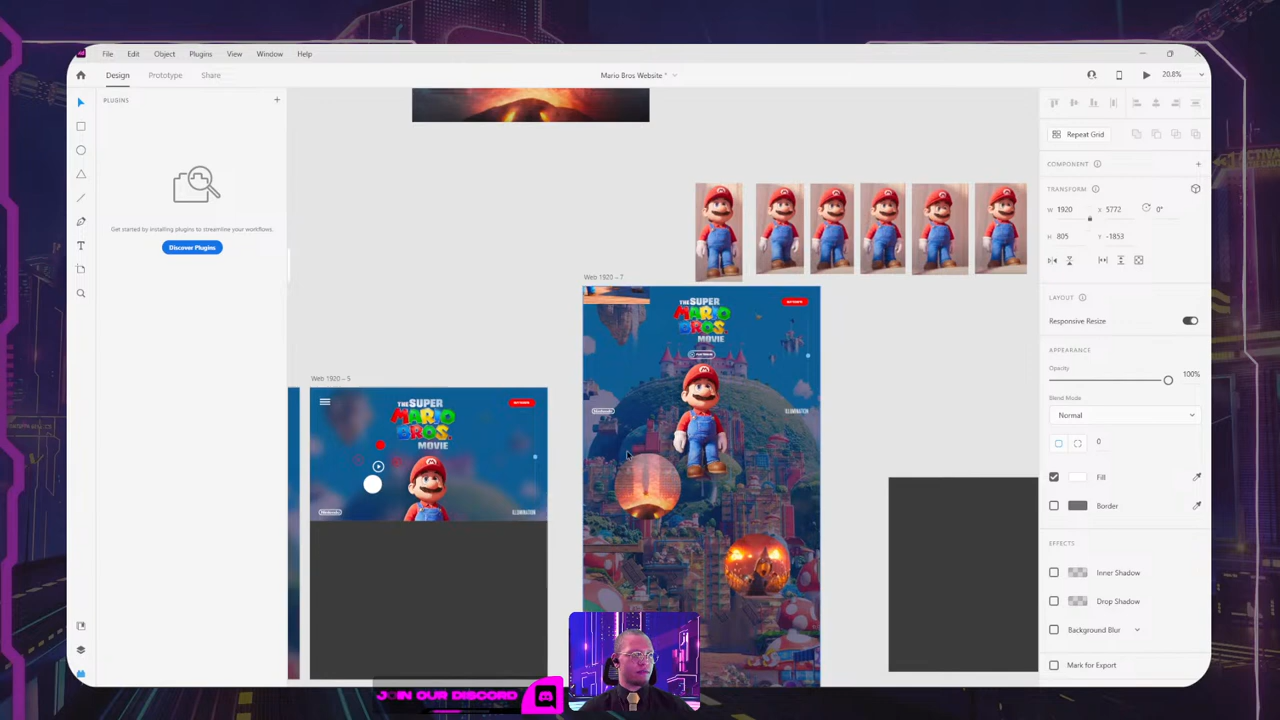 File Edit Object Plugins View Window Help
Design Prototype Share
Mario Bros Website *
20.8%
PLUGINS
Get started by installing plugins to streamline your workflows.
Discover Plugins
Repeat Grid
COMPONENT
TRANSFORM
W 1920 X 5772 0°
H 805 Y -1853
LAYOUT
Responsive Resize
APPEARANCE
Opacity
100%
Blend Mode
Normal
0
Fill
Border
EFFECTS
Inner Shadow
Drop Shadow
Background Blur
Mark for Export
Web 1920 – 7
THE SUPER
MARIO
BROS
MOVIE
Nintendo
ILLUMINATION
Web 1920 – 5
THE SUPER
MARIO
BROS
MOVIE
Nintendo
ILLUMINATION
JOIN OUR DISCORD